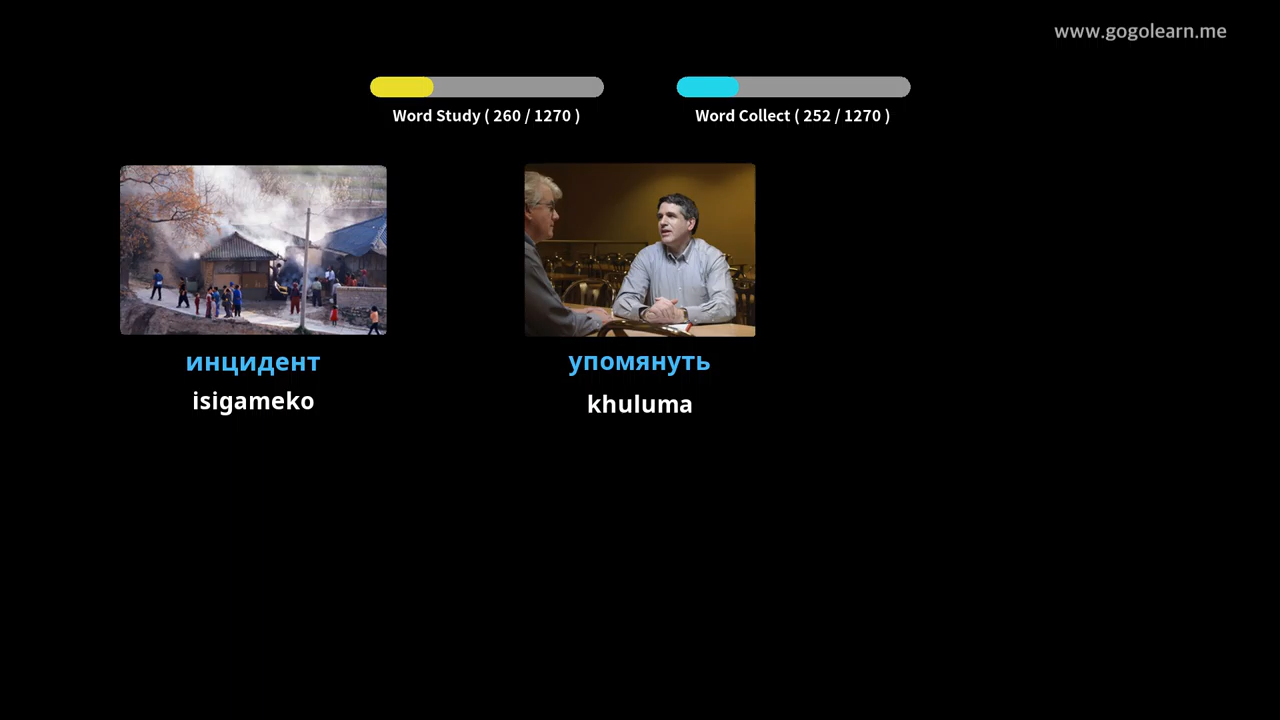 www.gogolearn.me
Word Study ( 260 / 1270 )
Word Collect ( 252 / 1270 )
инцидент
isigameko
упомянуть
khuluma